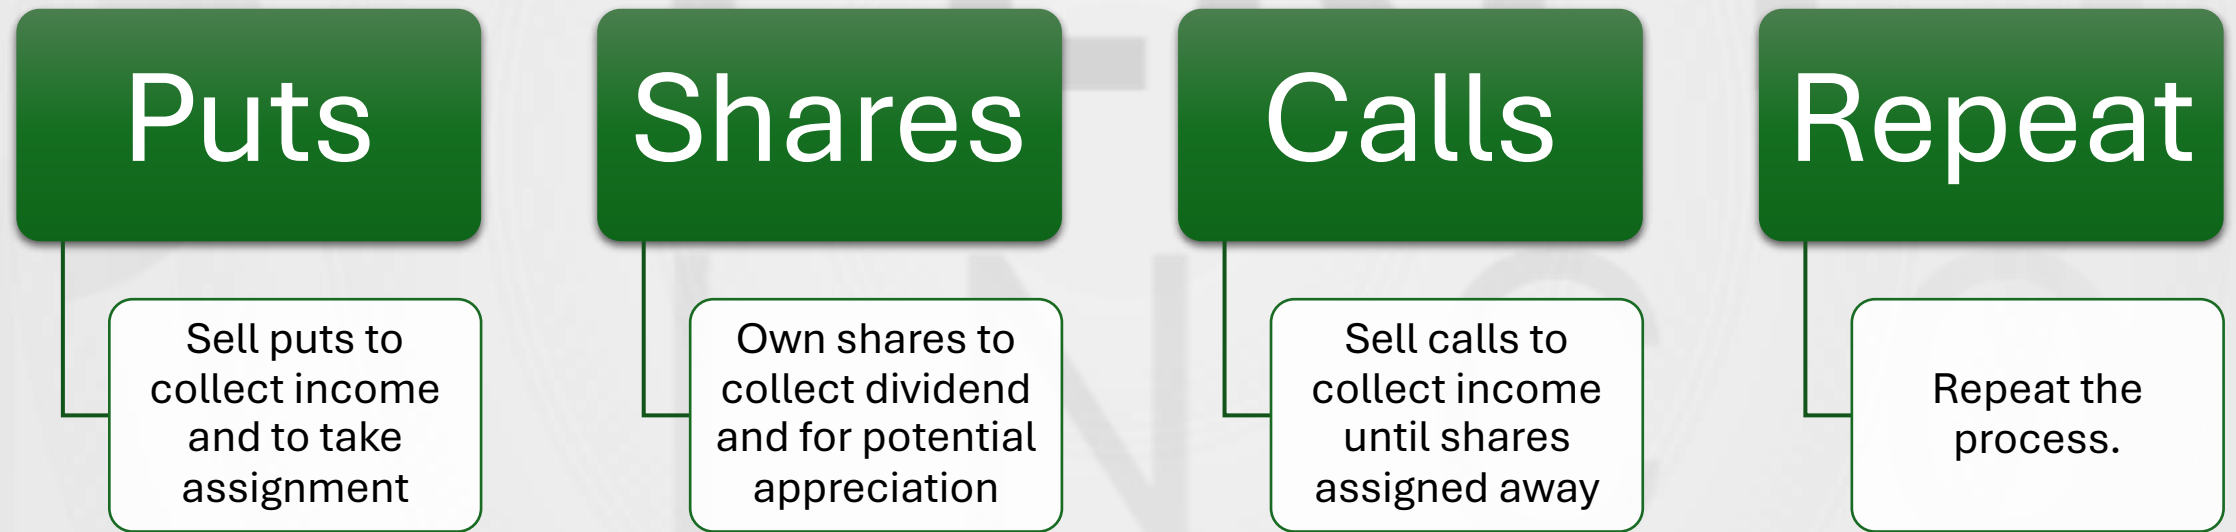 Puts
Sell puts to
collect income
and to take
assignment
Shares
Own shares to
collect dividend
and for potential
appreciation
Calls
Sell calls to
collect income
until shares
assigned away
Repeat
Repeat the
process.